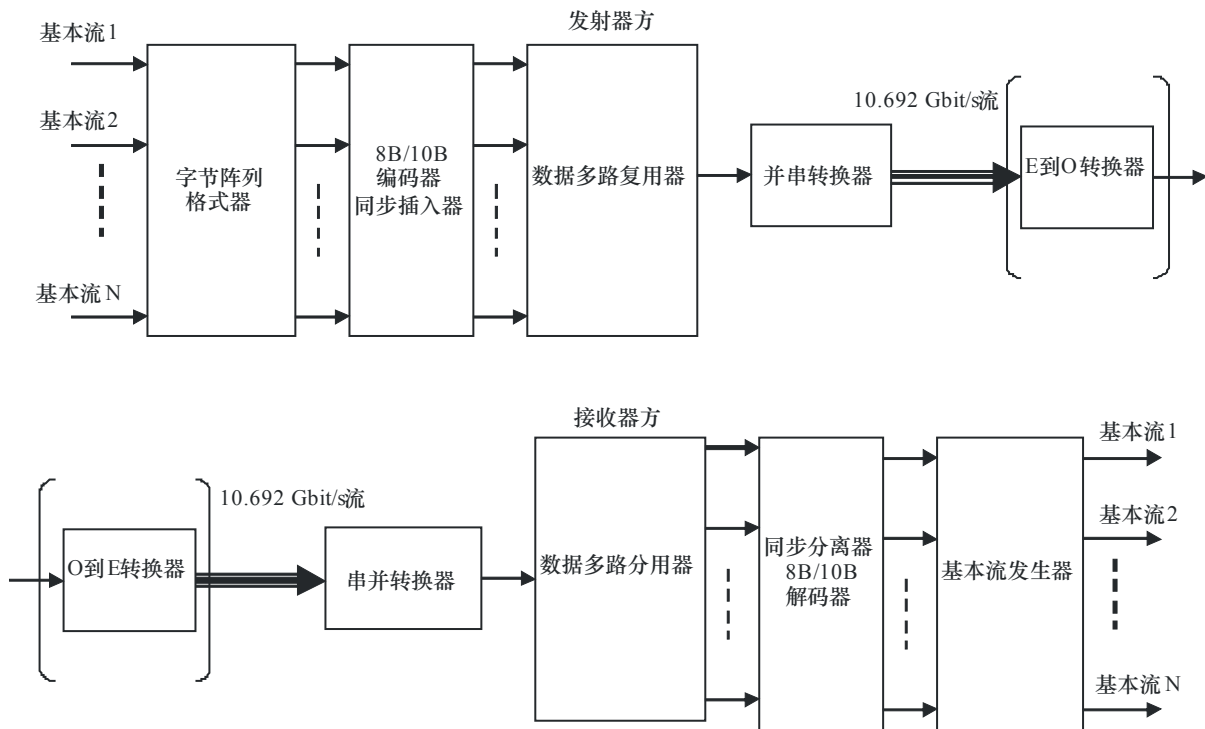 发射器方
基本流1
基本流2
基本流 N
字节阵列
格式器
8B/10B
编码器
同步插入器
数据多路复用器
并串转换器
10.692 Gbit/s流
E到O转换器
接收器方
10.692 Gbit/s流
O到E转换器
串并转换器
数据多路分用器
同步分离器
8B/10B
解码器
基本流发生器
基本流1
基本流2
基本流 N